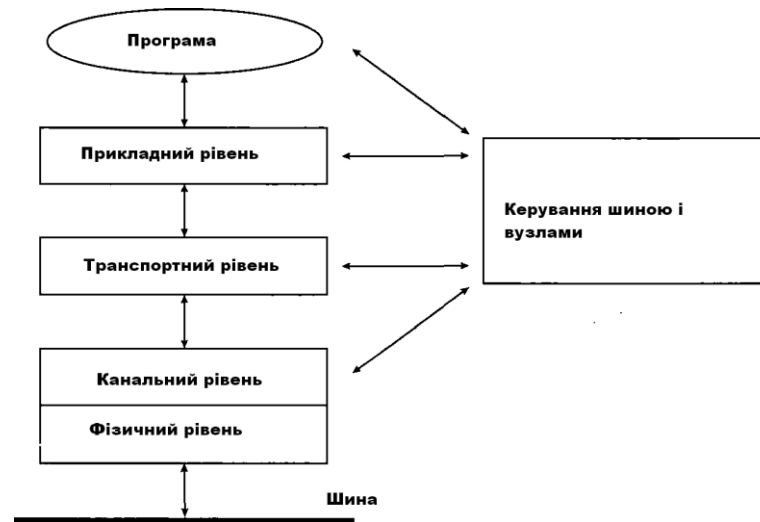 Програма
Прикладний рівень
Керування шиною і
вузлами
Транспортний рівень
Канальний рівень
Фізичний рівень
Шина